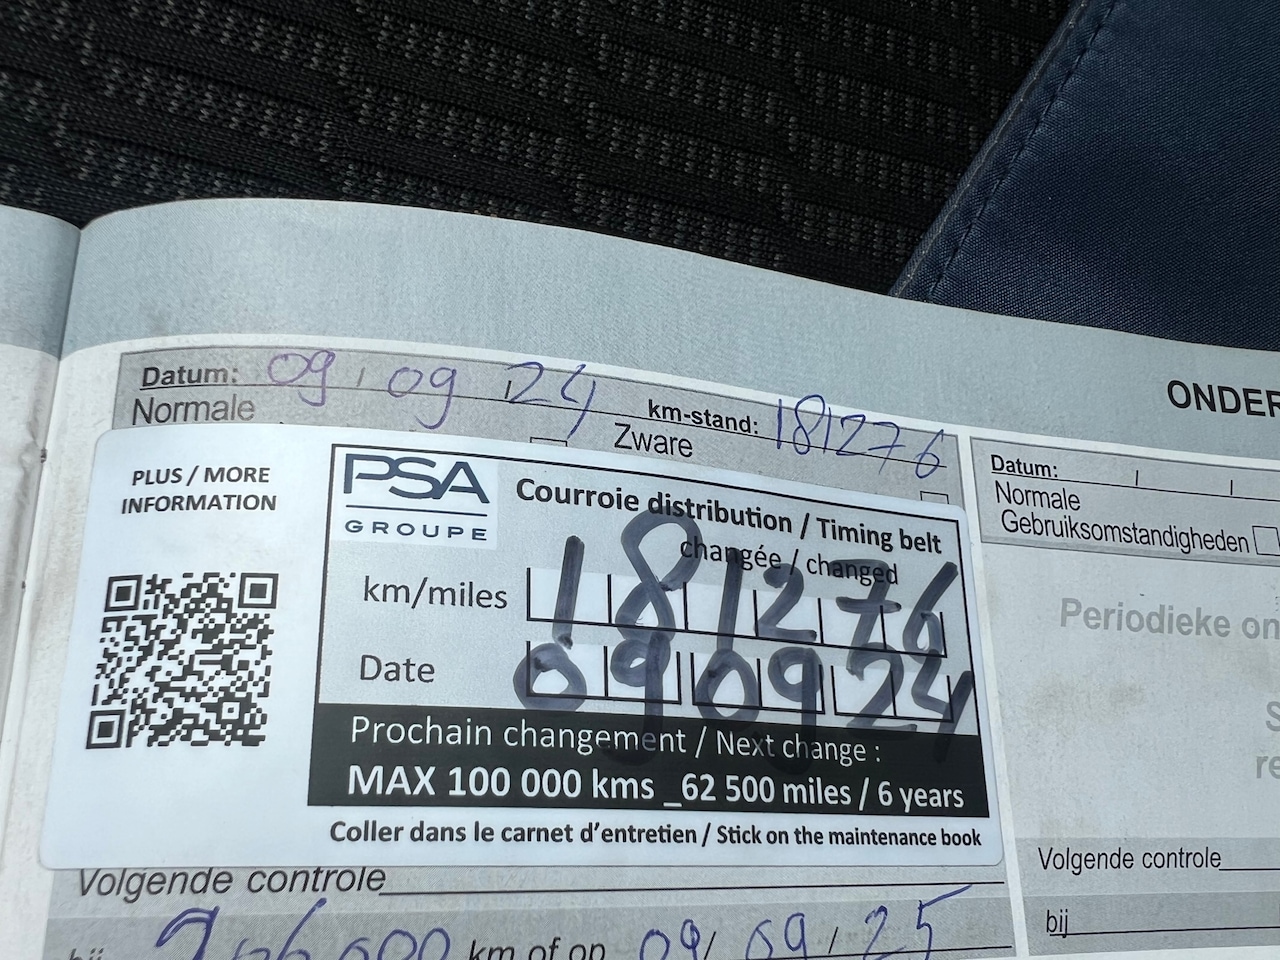 Datum: 09 / 09 / 24 km-stand: 181276
Normale Zware
PLUS / MORE
INFORMATION
PSA
GROUPE
Courroie distribution / Timing belt
changée / changed
km/miles 181276
Date 090924
Prochain changement / Next change :
MAX 100 000 kms _62 500 miles / 6 years
Coller dans le carnet d'entretien / Stick on the maintenance book
Volgende controle
bij km of op 09/ 09 / 25
Datum: / /
Normale
Gebruiksomstandigheden
Periodieke
Volgende controle
bij